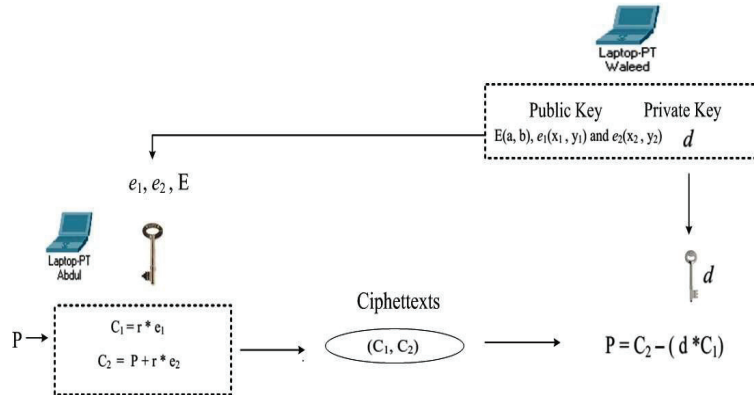 Laptop-PT
Waleed
Public Key Private Key
E(a, b), e₁(x₁, y₁) and e₂(x₂, y₂) d
e₁, e₂, E
Laptop-PT
Abdul
d
Ciphettexts
P
C₁ = r * e₁
C₂ = P + r * e₂
(C₁, C₂)
P = C₂ – ( d *C₁)